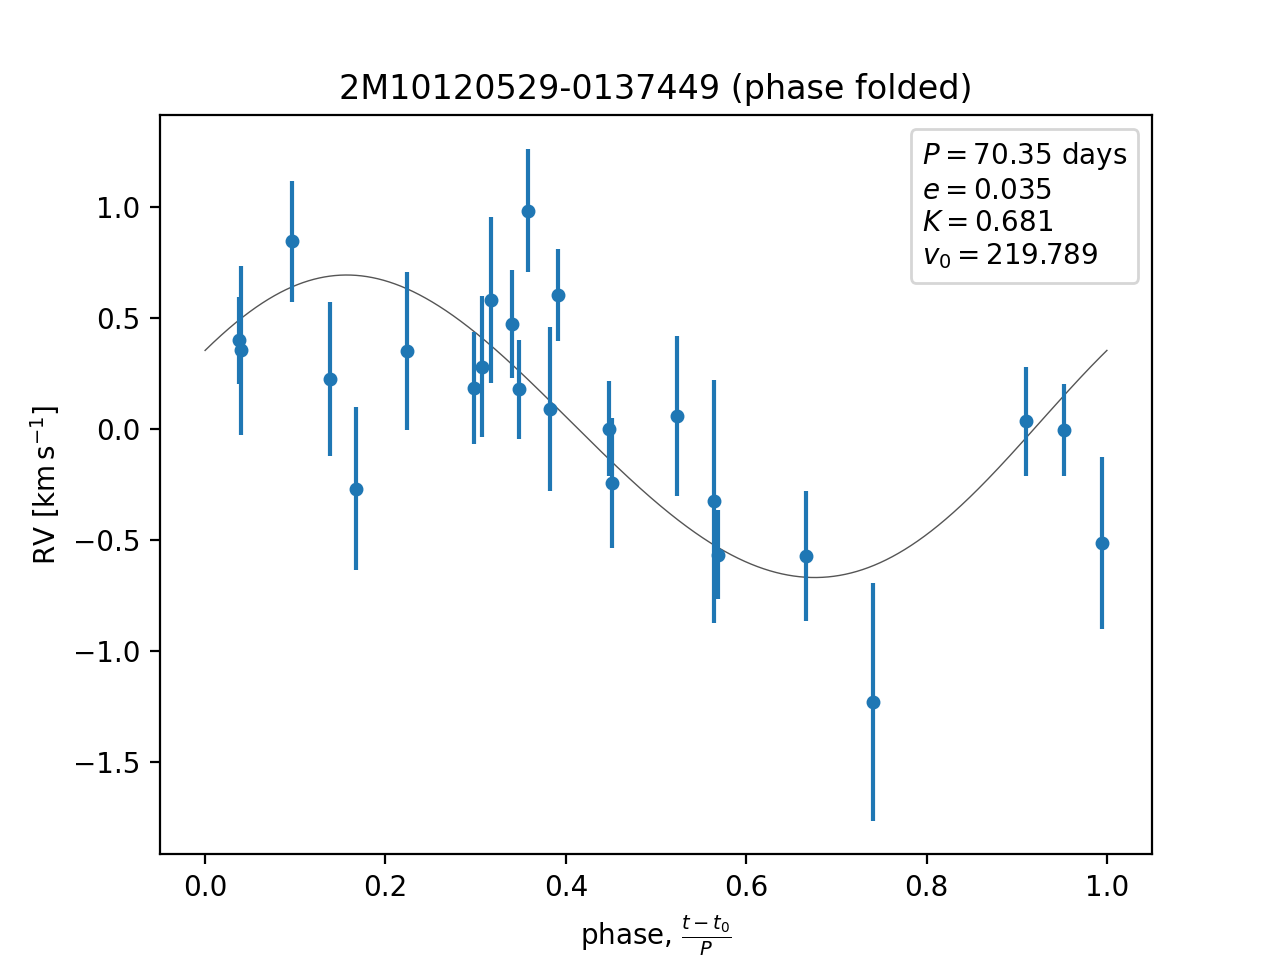 2M10120529-0137449 (phase folded)
P = 70.35 days
e = 0.035
K = 0.681
v₀ = 219.789
1.0
0.5
0.0
−0.5
−1.0
−1.5
RV [km s⁻¹]
0.0 0.2 0.4 0.6 0.8 1.0
phase, (t − t₀)/P